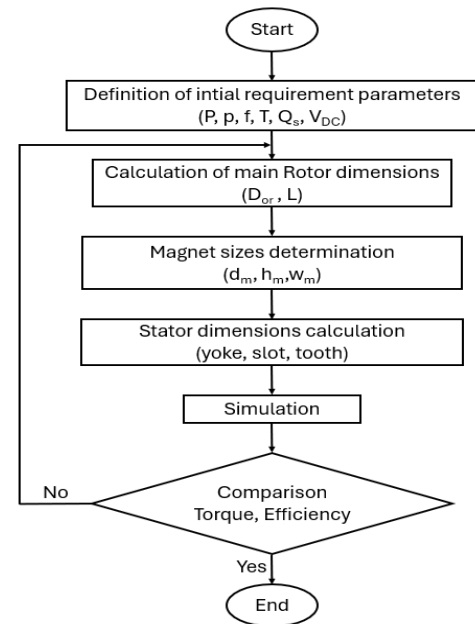 Start
Definition of intial requirement parameters
(P, p, f, T, Qs, VDC)
Calculation of main Rotor dimensions
(Dor , L)
Magnet sizes determination
(dm, hm,wm)
Stator dimensions calculation
(yoke, slot, tooth)
Simulation
Comparison
Torque, Efficiency
No
Yes
End